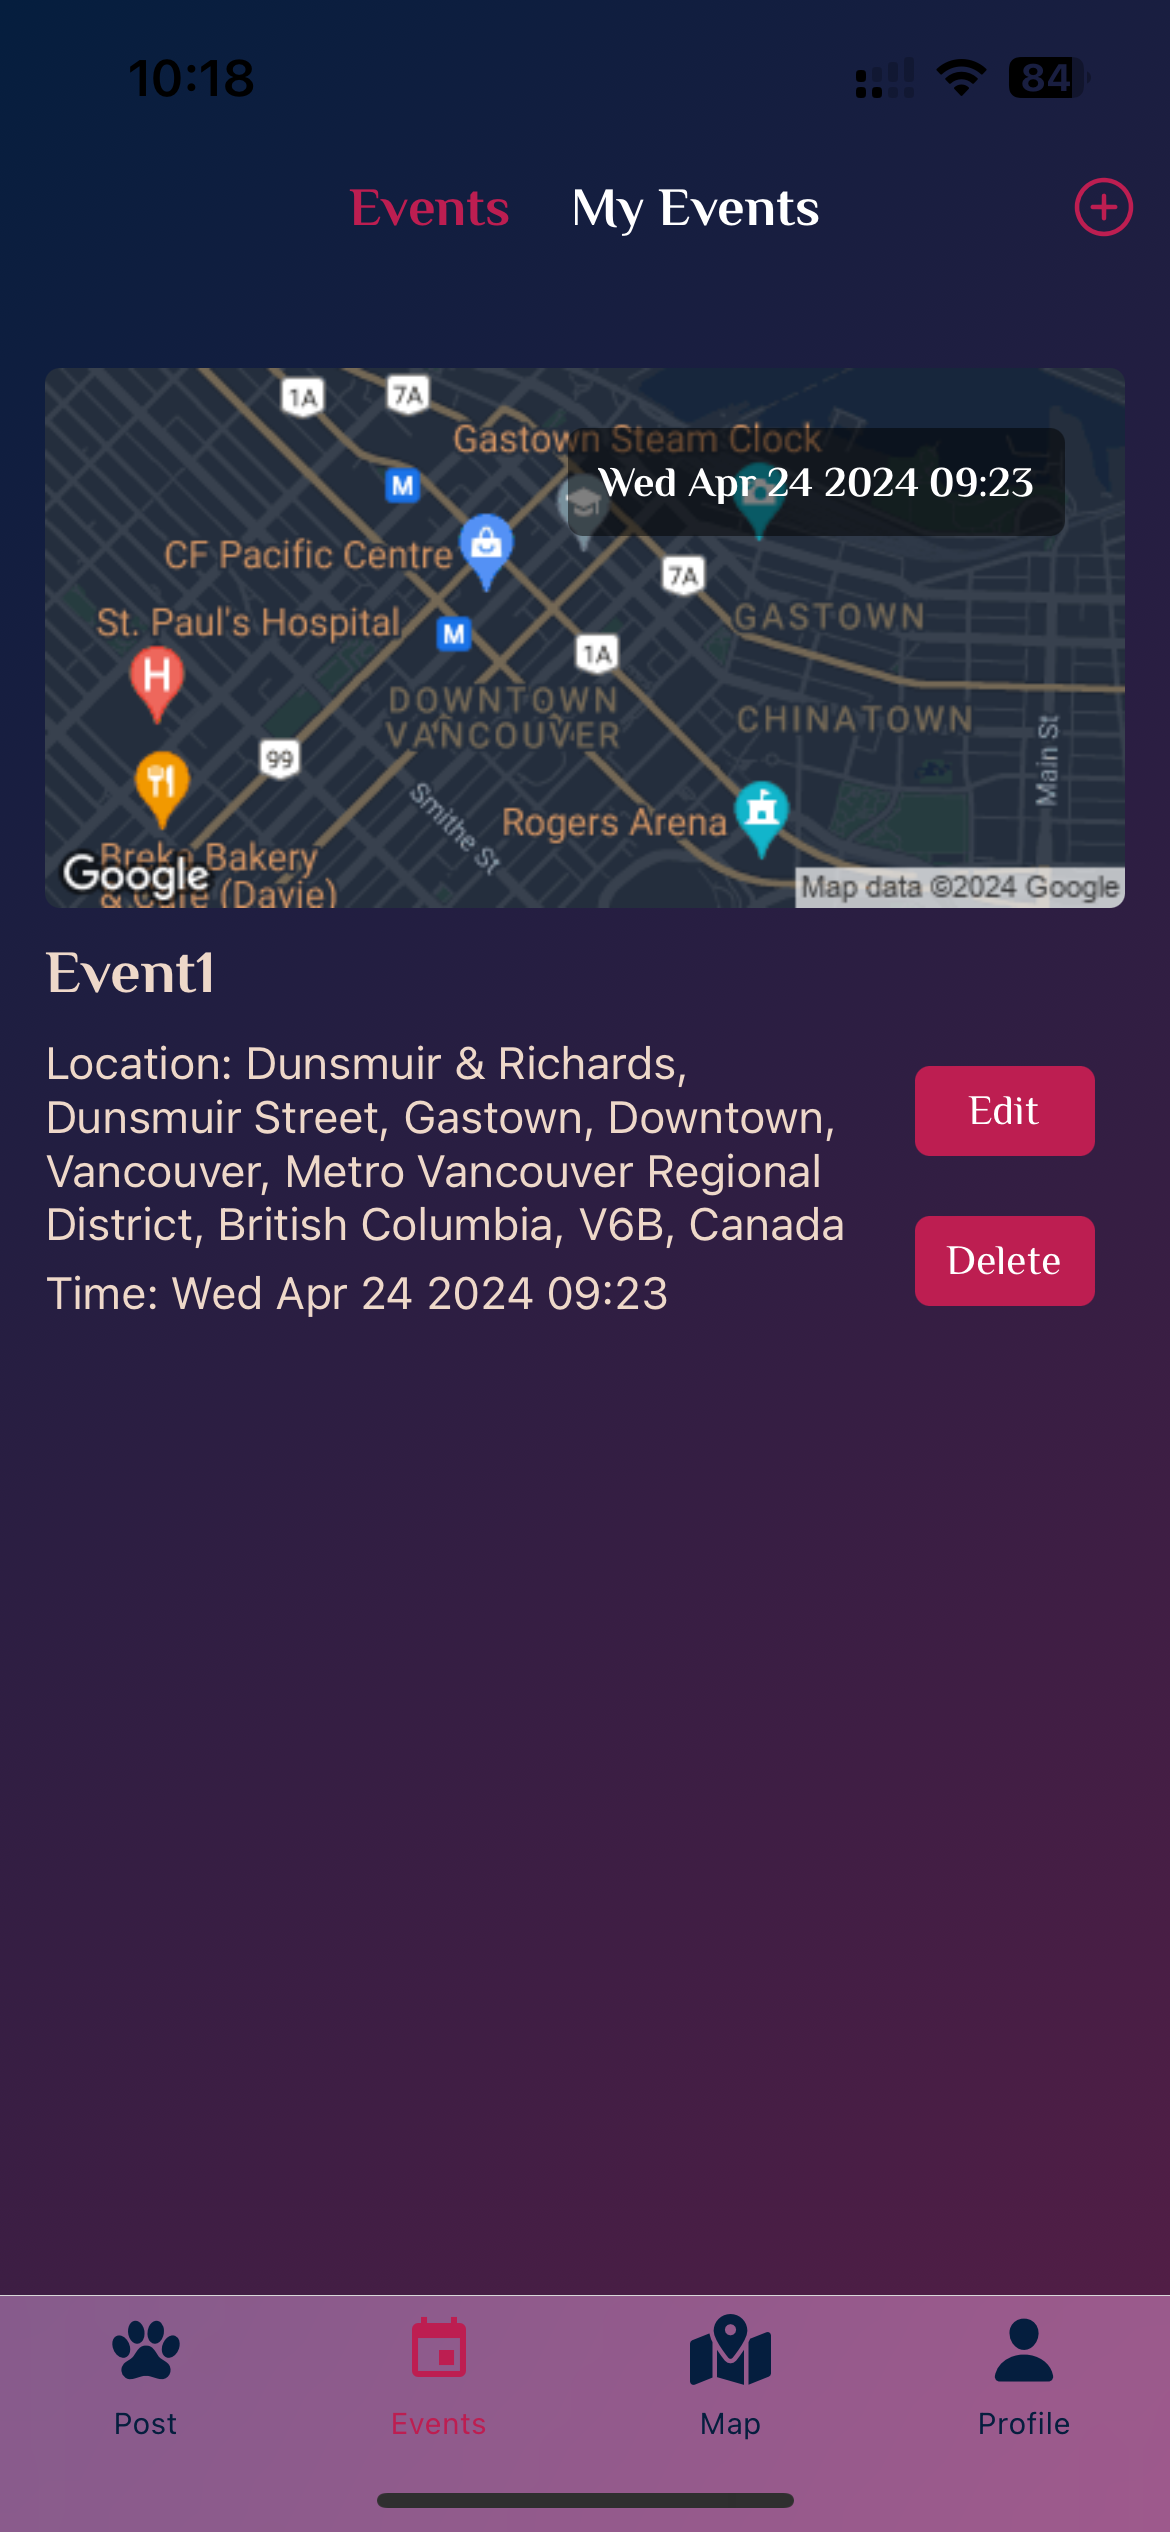 10:18
84
Events My Events
1A
7A
Gastown Steam Clock
Wed Apr 24 2024 09:23
M
CF Pacific Centre
7A
St. Paul's Hospital
M
GASTOWN
1A
H
DOWNTOWN
VANCOUVER
CHINATOWN
Main St
99
Smithe St
Rogers Arena
Breka Bakery
& Cafe (Davie)
Google
Map data ©2024 Google
Event1
Location: Dunsmuir & Richards,
Dunsmuir Street, Gastown, Downtown,
Vancouver, Metro Vancouver Regional
District, British Columbia, V6B, Canada
Time: Wed Apr 24 2024 09:23
Edit
Delete
Post Events Map Profile